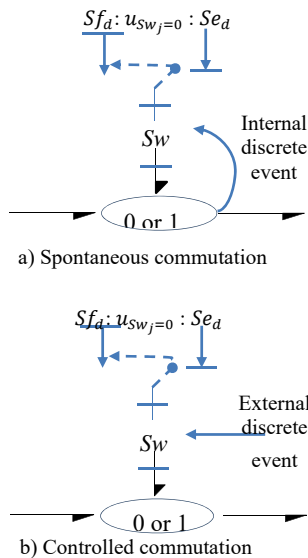 Sf_d : u_{Sw_j=0} : Se_d
Sw
Internal
discrete
event
0 or 1
a) Spontaneous commutation
Sf_d : u_{Sw_j=0} : Se_d
External
discrete
event
Sw
0 or 1
b) Controlled commutation